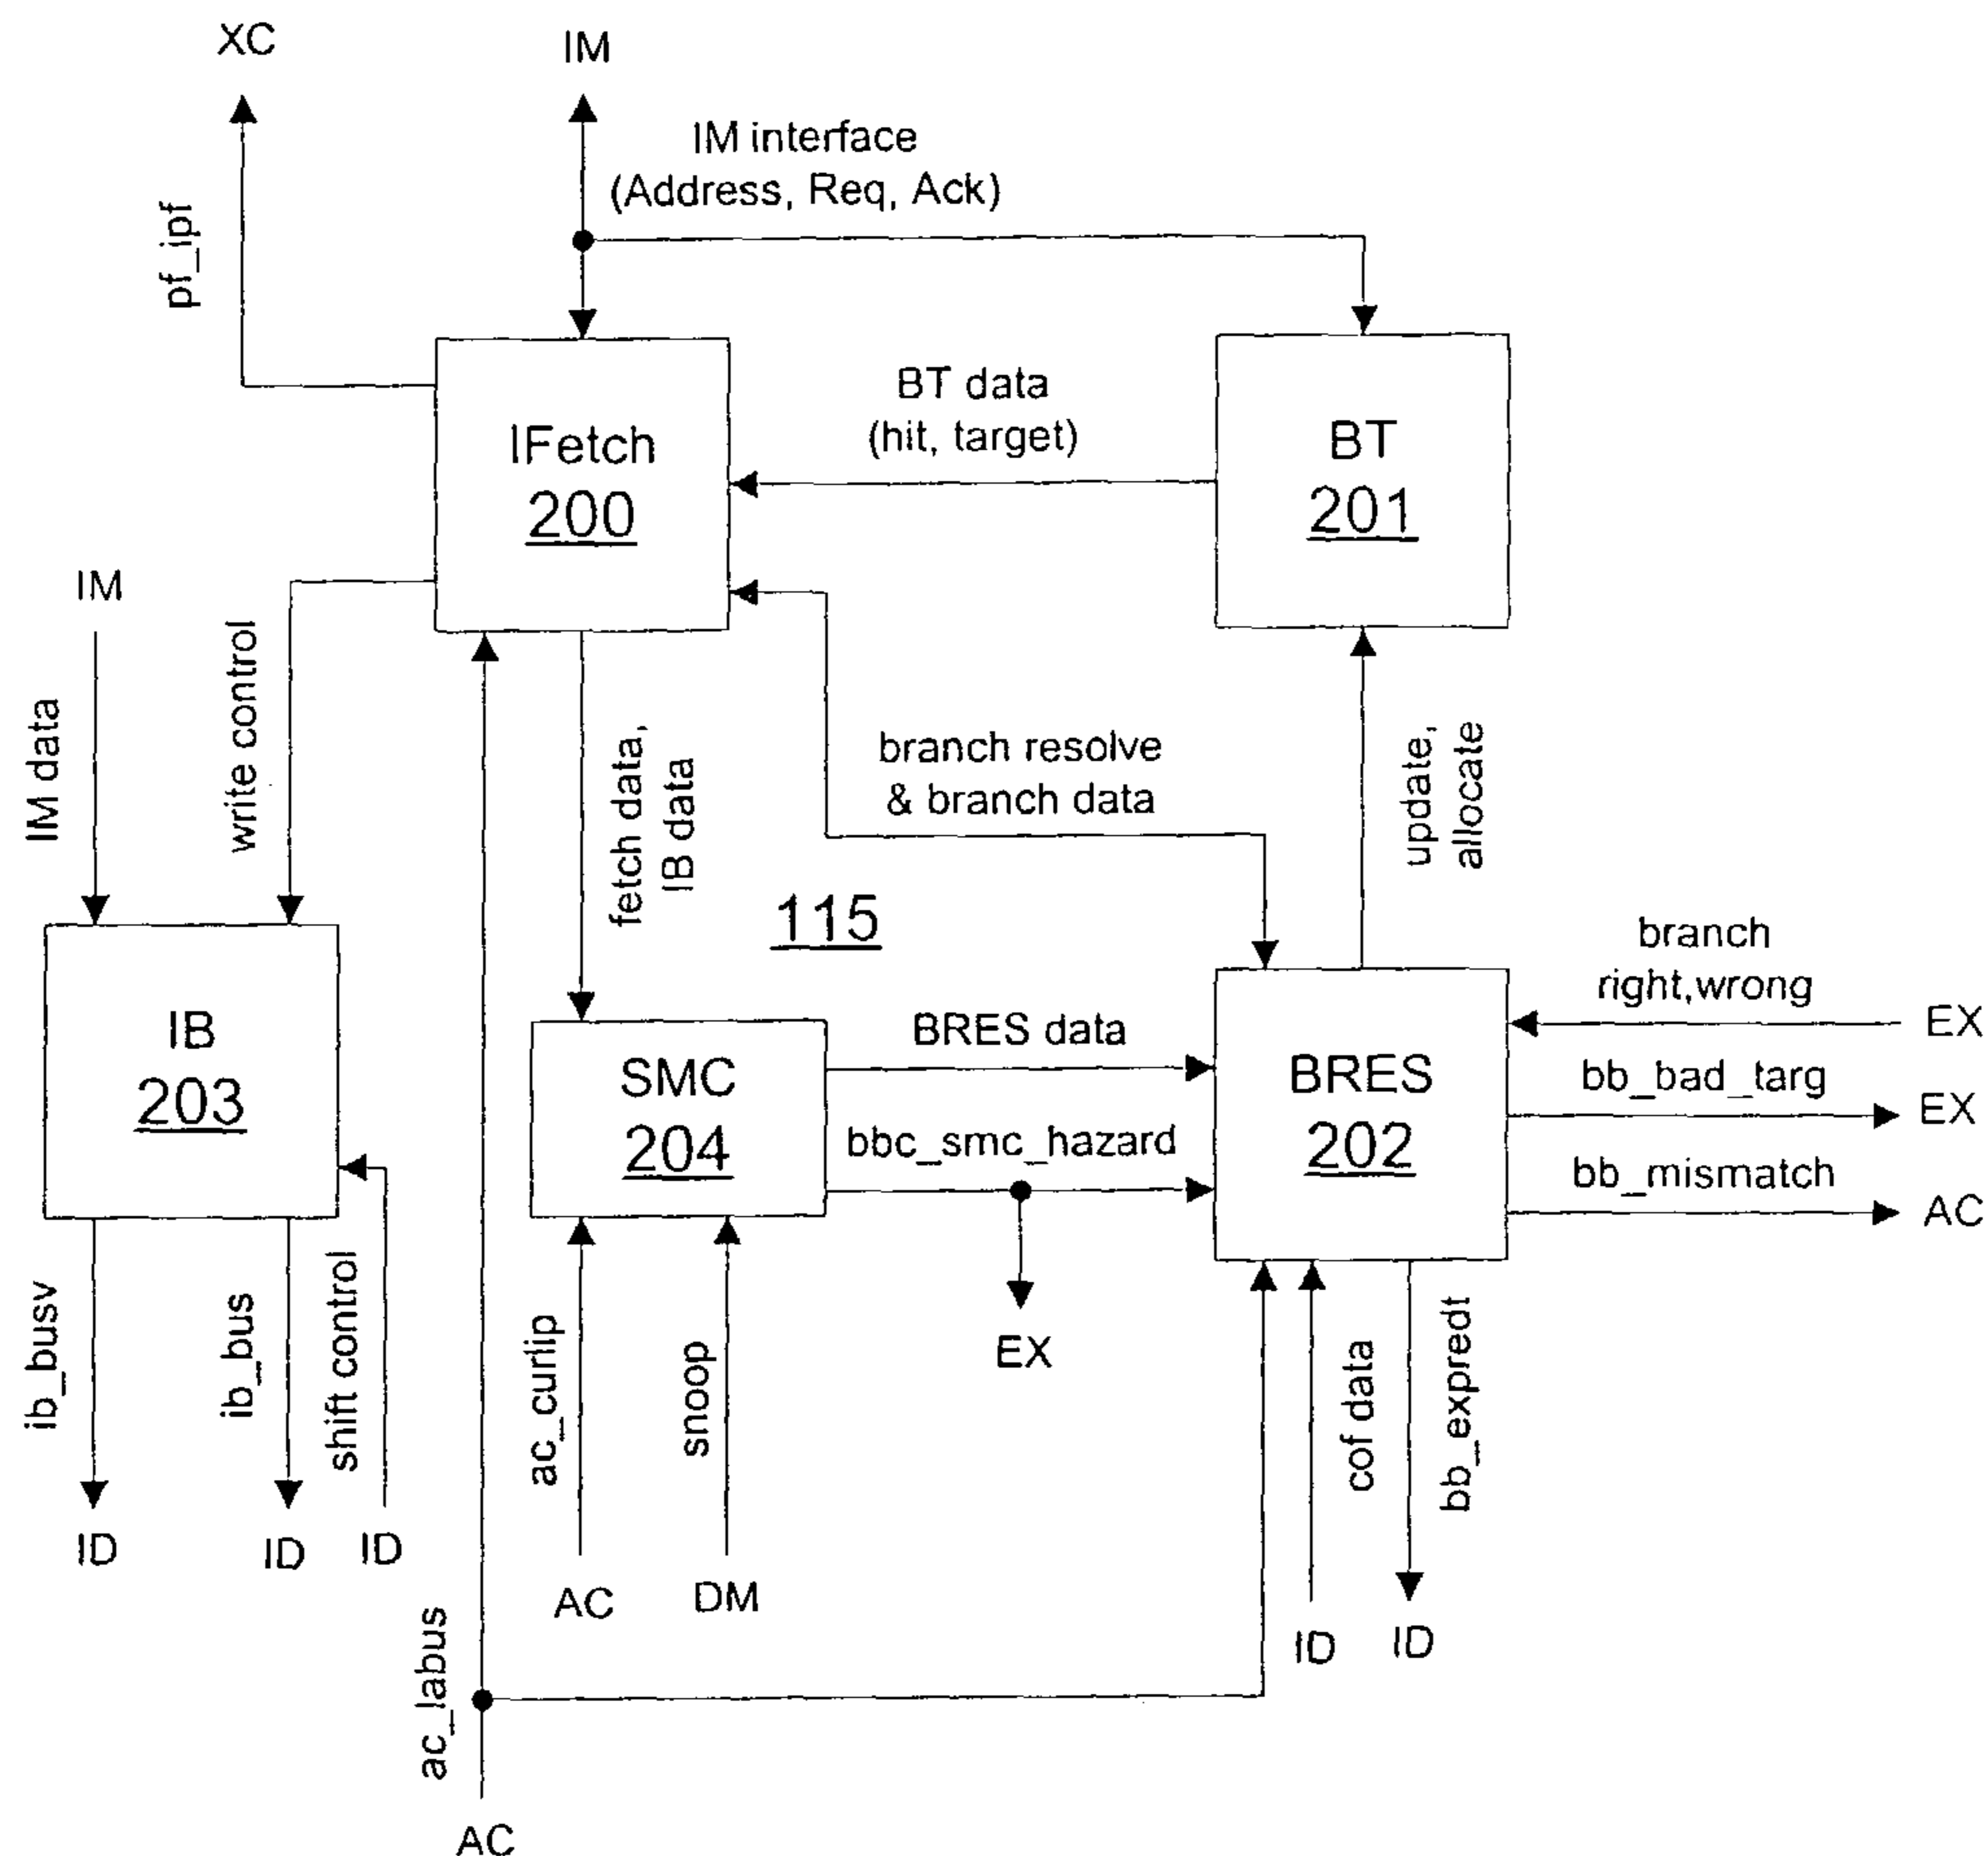 XC
IM
IM interface
(Address, Req, Ack)
pf_ipf
IFetch
200
BT data
(hit, target)
BT
201
IM
IM data
write control
fetch data,
IB data
branch resolve
& branch data
update,
allocate
115
IB
203
SMC
204
BRES data
bbc_smc_hazard
BRES
202
branch
right,wrong
EX
bb_bad_targ
EX
bb_mismatch
AC
ib_busv
ib_bus
shift control
ac_curlip
snoop
EX
cof data
bb_expredt
ID
ID
ID
AC
DM
ID
ID
ac_labus
AC